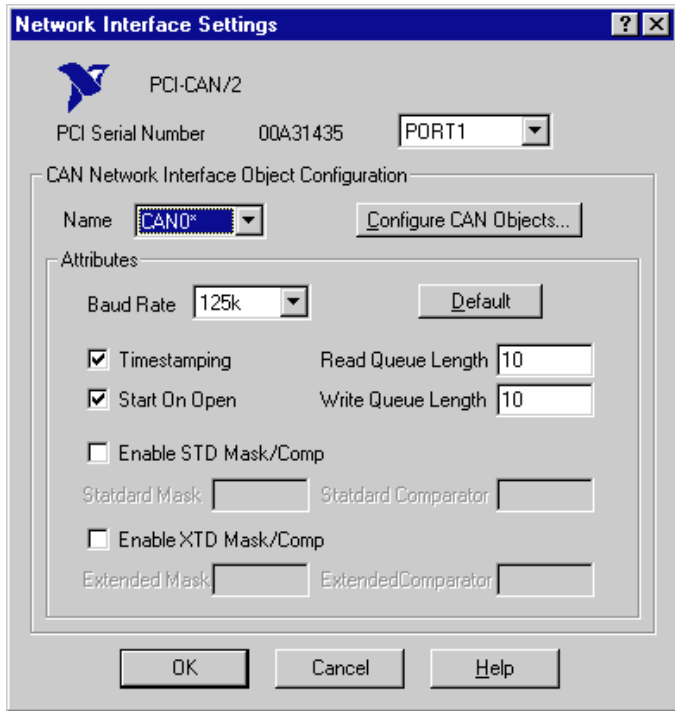 Network Interface Settings
PCI-CAN/2
PCI Serial Number 00A31435 PORT1
CAN Network Interface Object Configuration
Name CAN0* Configure CAN Objects...
Attributes
Baud Rate 125k Default
Timestamping Read Queue Length 10
Start On Open Write Queue Length 10
Enable STD Mask/Comp
Statdard Mask Statdard Comparator
Enable XTD Mask/Comp
Extended Mask ExtendedComparator
OK Cancel Help